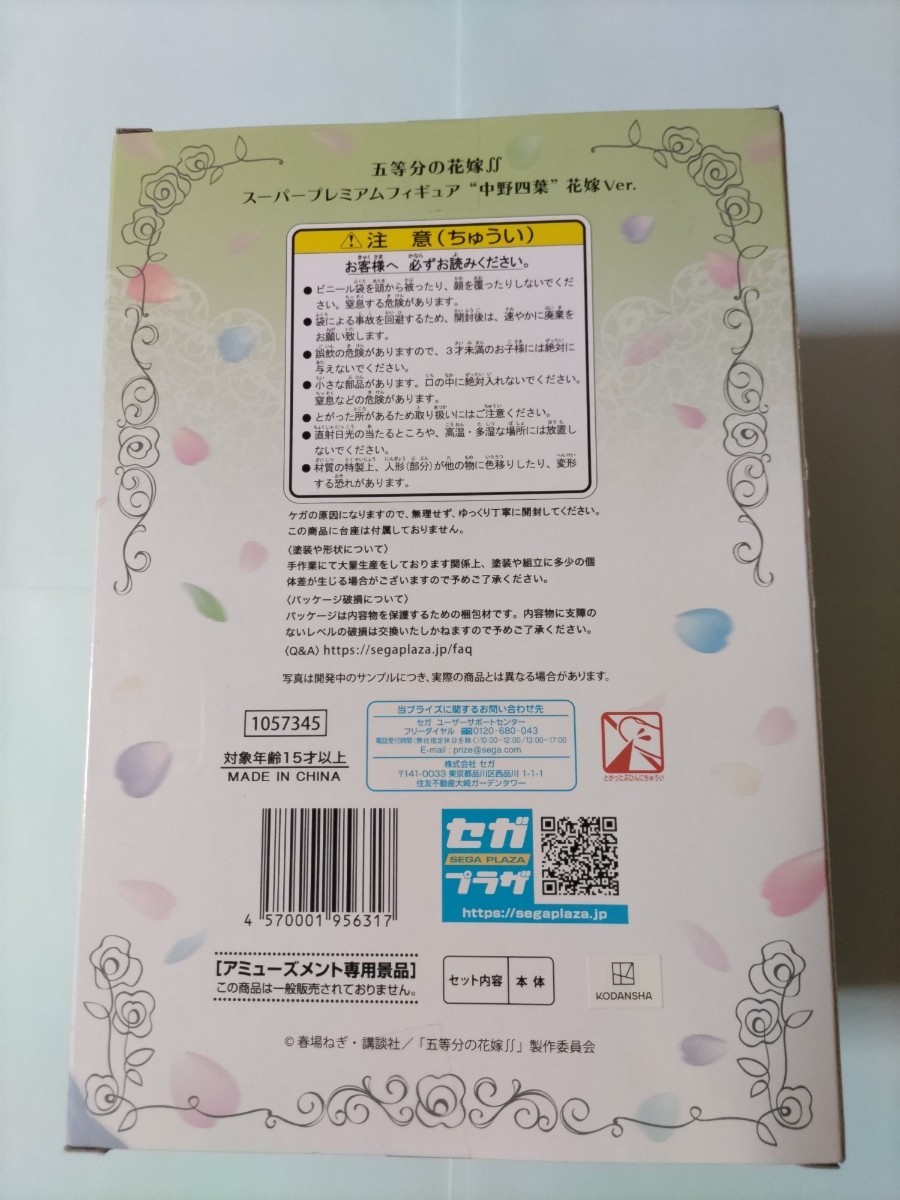 五等分の花嫁∬
スーパープレミアムフィギュア“中野四葉”花嫁Ver.
⚠注 意(ちゅうい)
お客様へ 必ずお読みください。
●ビニール袋を頭から被ったり、顔を覆ったりしないでくだ
さい。窒息する危険があります。
●袋による事故を回避するため、開封後は、速やかに廃棄を
お願い致します。
●誤飲の危険がありますので、3才未満のお子様には絶対に
与えないでください。
●小さな部品があります。口の中に絶対入れないでください。
窒息などの危険があります。
●とがった所があるため取り扱いにはご注意ください。
●直射日光の当たるところや、高温・多湿な場所には放置し
ないでください。
●材質の特製上、人形(部分)が他の物に色移りしたり、変形
する恐れがあります。
ケガの原因になりますので、無理せず、ゆっくり丁寧に開封してください。
この商品に台座は付属しておりません。
〈塗装や形状について〉
手作業にて大量生産をしております関係上、塗装や組立に多少の個
体差が生じる場合がございますので予めご了承ください。
〈パッケージ破損について〉
パッケージは内容物を保護するための梱包材です。内容物に支障の
ないレベルの破損は交換いたしかねますので予めご了承ください。
〈Q&A〉https://segaplaza.jp/faq
写真は開発中のサンプルにつき、実際の商品とは異なる場合があります。
1057345
対象年齢15才以上
MADE IN CHINA
当プライズに関するお問い合わせ先
セガ ユーザーサポートセンター
フリーダイヤル 0120-680-043
電話受付時間(弊社指定休日を除く)10:00~12:00/13:00~17:00
E-mail : prize@sega.com
株式会社 セガ
〒141-0033 東京都品川区西品川 1-1-1
住友不動産大崎ガーデンタワー
とがったぶひんにちゅうい
4 570001 956317
セガ
SEGA PLAZA
プラザ
https://segaplaza.jp
[アミューズメント専用景品]
この商品は一般販売されておりません。
セット内容 本体
KODANSHA
©春場ねぎ・講談社/「五等分の花嫁∬」製作委員会